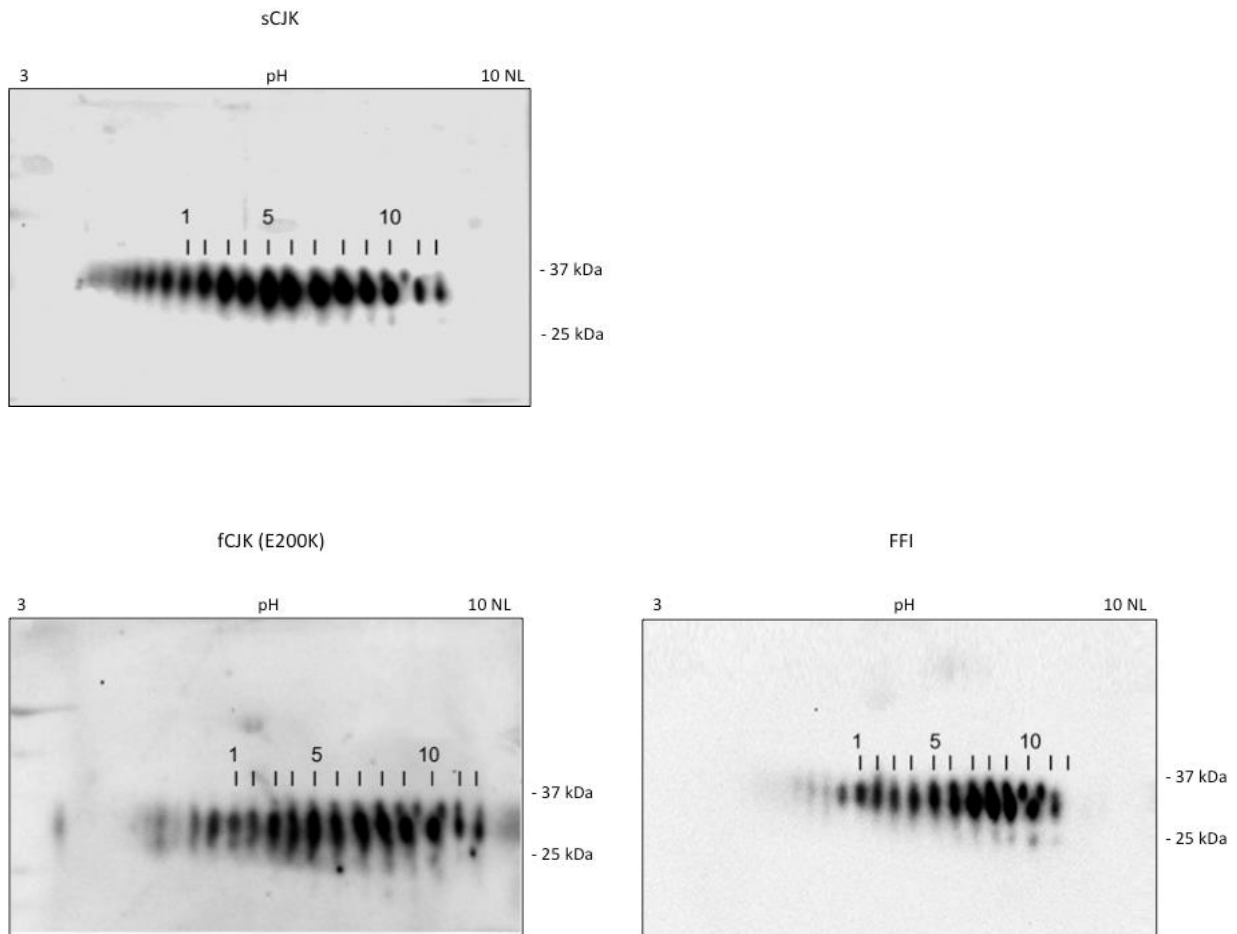 sCJK
3 pH 10 NL
1 5 10
- 37 kDa
- 25 kDa
fCJK (E200K)
3 pH 10 NL
1 5 10
- 37 kDa
- 25 kDa
FFI
3 pH 10 NL
1 5 10
- 37 kDa
- 25 kDa